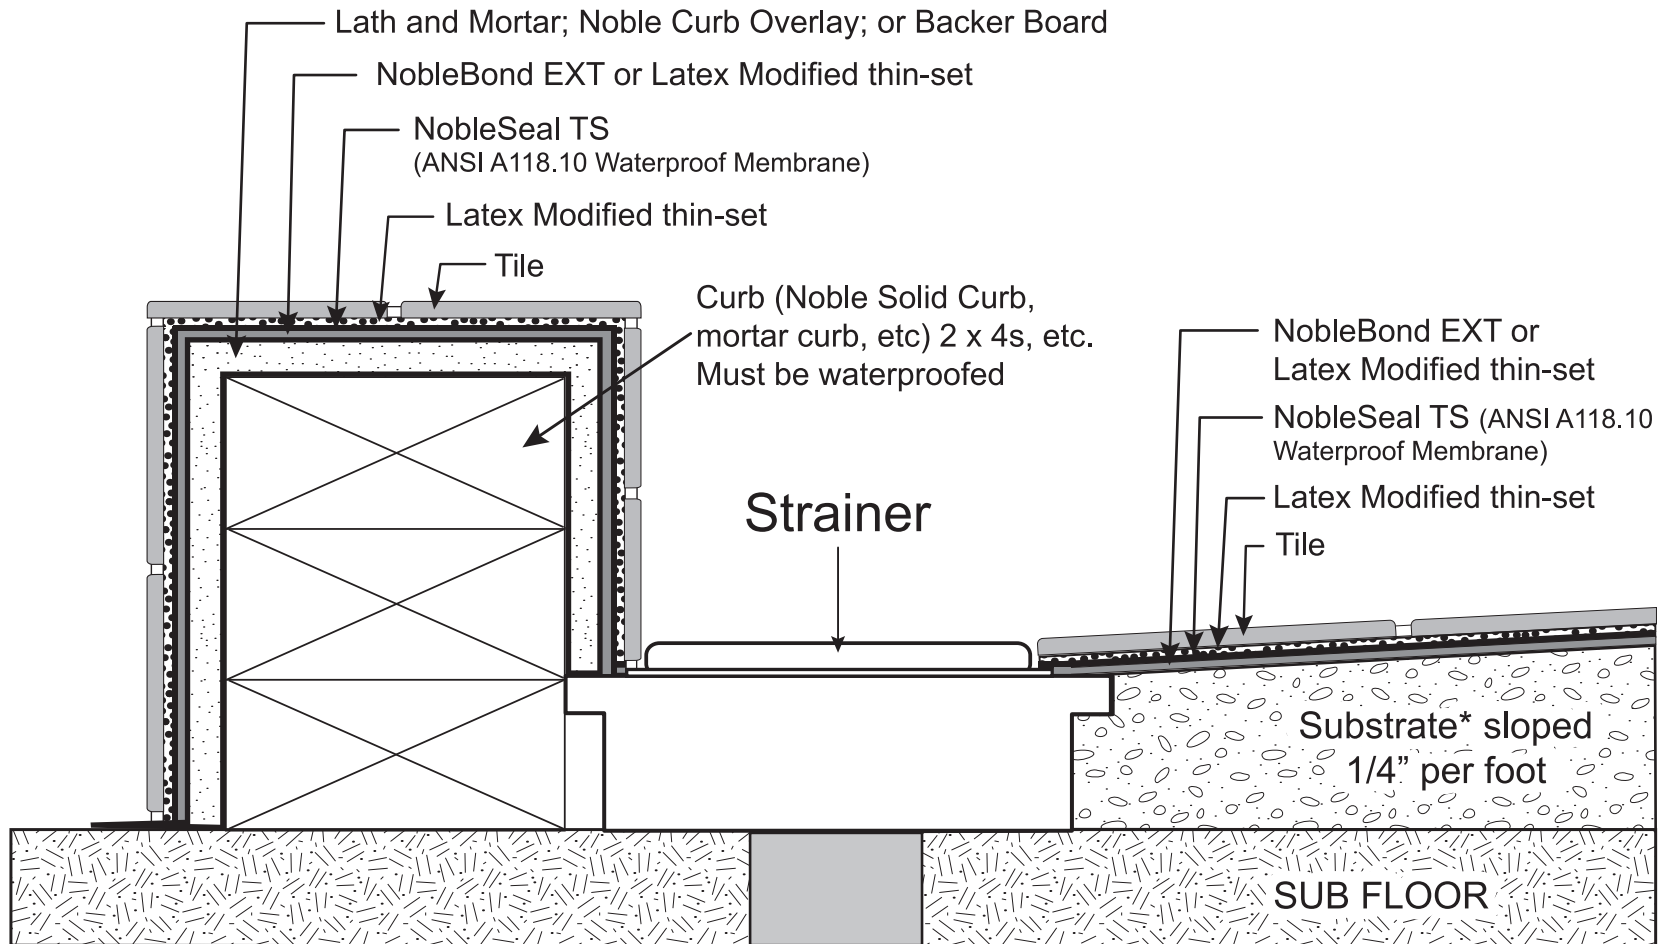 Lath and Mortar; Noble Curb Overlay; or Backer Board
NobleBond EXT or Latex Modified thin-set
NobleSeal TS
(ANSI A118.10 Waterproof Membrane)
Latex Modified thin-set
Tile
Curb (Noble Solid Curb,
mortar curb, etc) 2 x 4s, etc.
Must be waterproofed
NobleBond EXT or
Latex Modified thin-set
NobleSeal TS (ANSI A118.10
Waterproof Membrane)
Latex Modified thin-set
Tile
Strainer
Substrate* sloped
1/4” per foot
SUB FLOOR